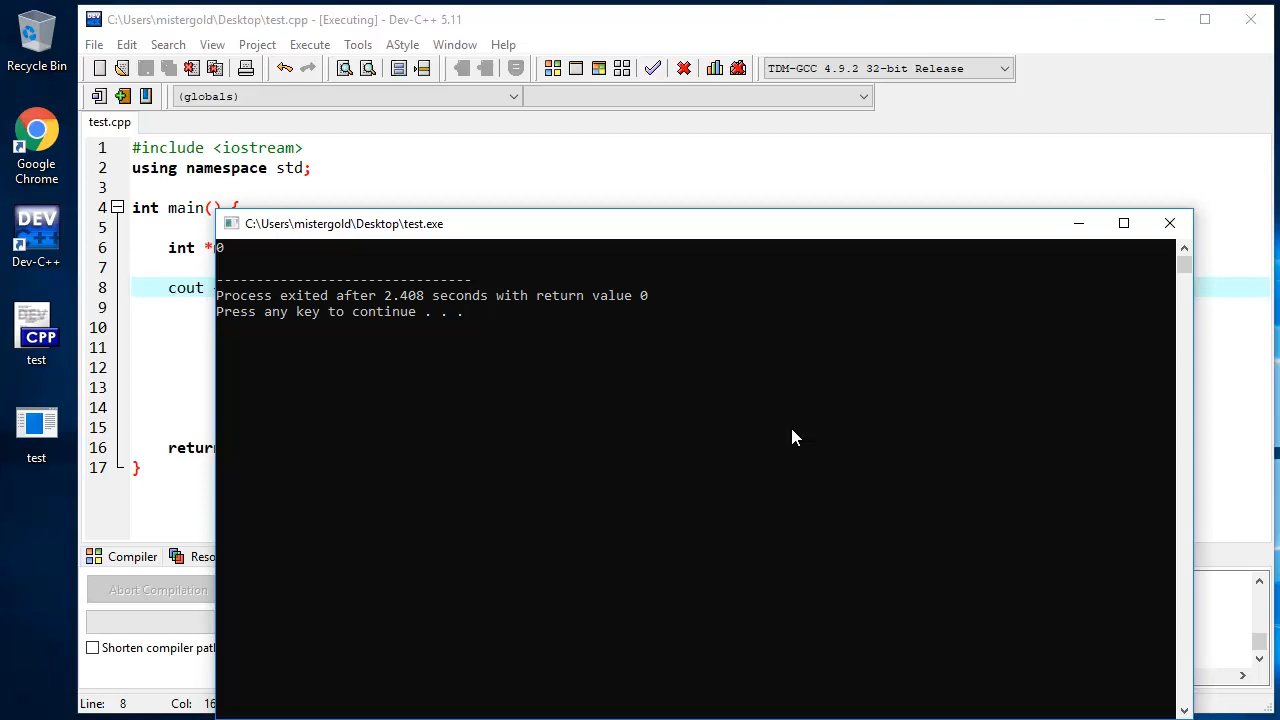 C:\Users\mistergold\Desktop\test.cpp - [Executing] - Dev-C++ 5.11
File Edit Search View Project Execute Tools AStyle Window Help
TDM-GCC 4.9.2 32-bit Release
(globals)
test.cpp
1 #include <iostream>
2 using namespace std;
3
4 int main() {
5
6 int *
7
8 cout
9
10
11
12
13
14
15
16 return
17 }
C:\Users\mistergold\Desktop\test.exe
0
--------------------------------
Process exited after 2.408 seconds with return value 0
Press any key to continue . . .
Compiler
Abort Compilation
Shorten compiler
Line: 8 Col:
Recycle Bin
Google
Chrome
DEV
Dev-C++
CPP
test
test